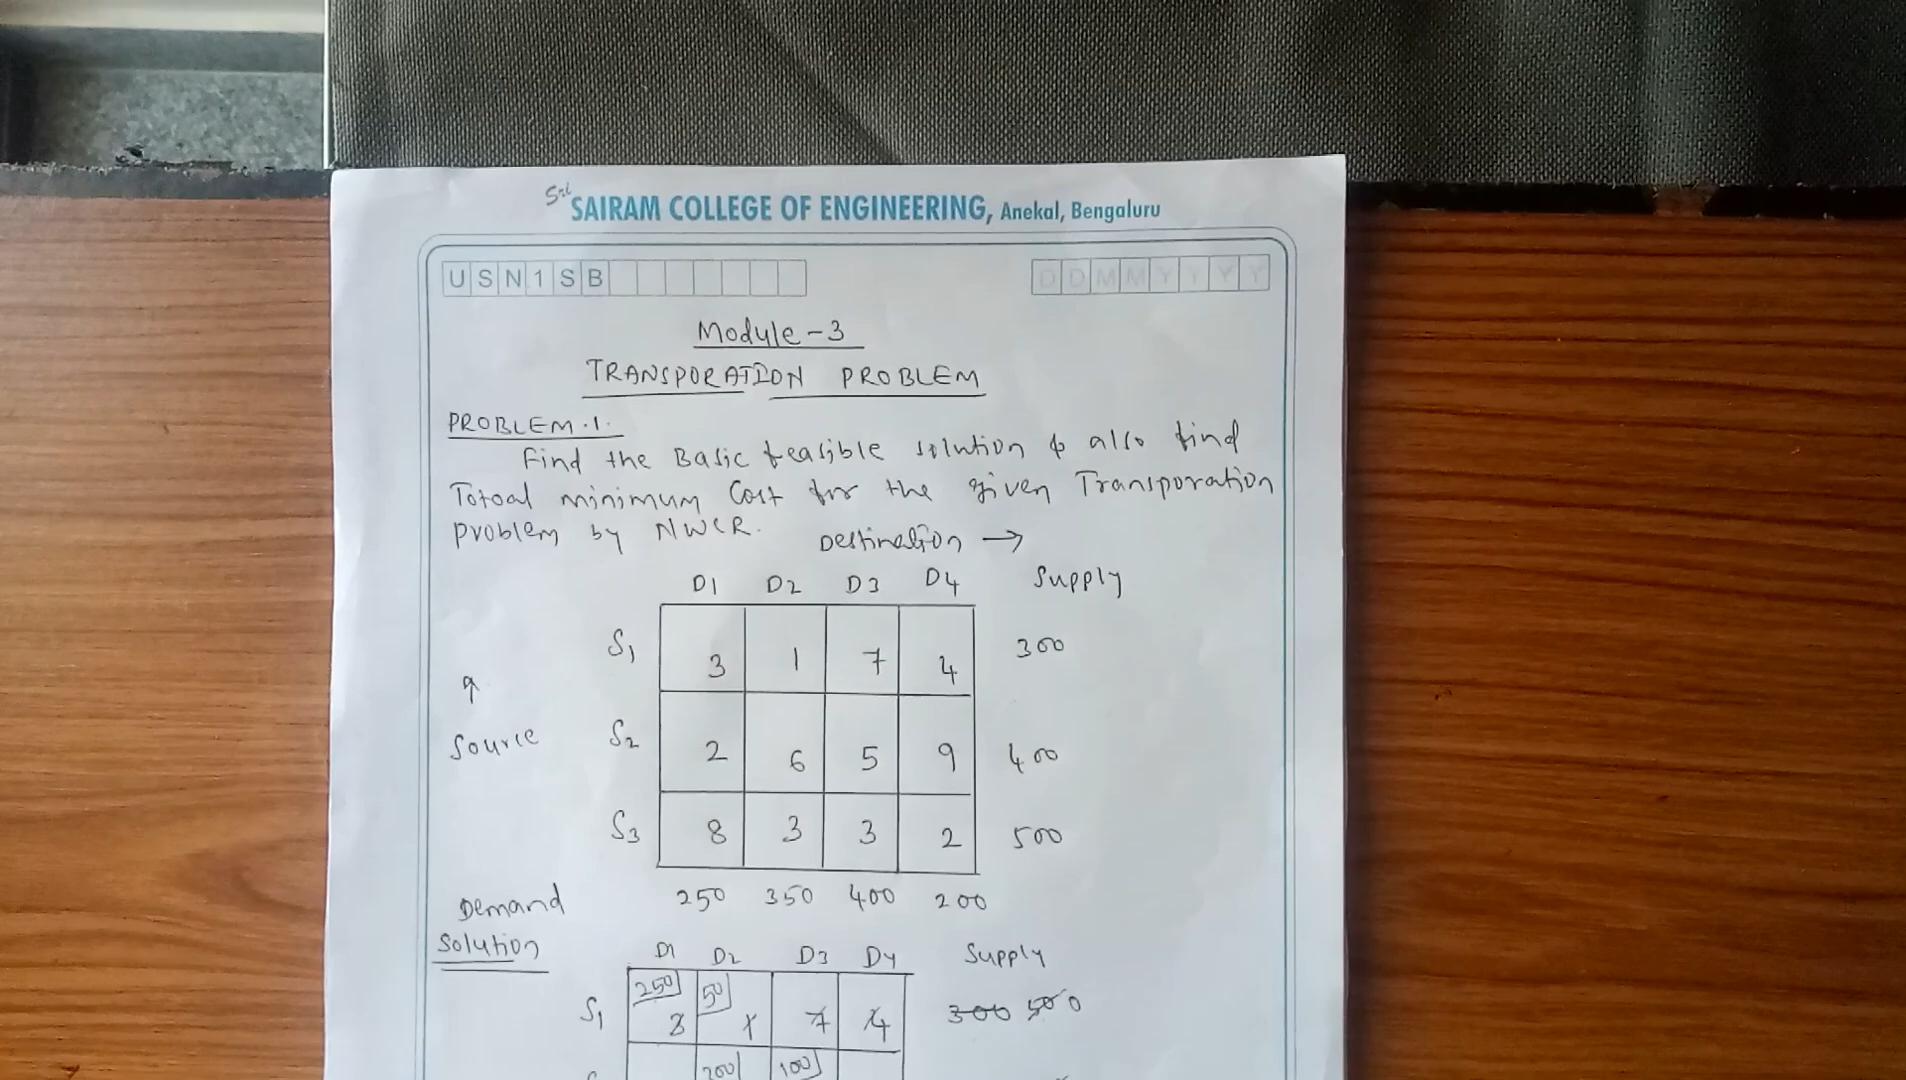 Sri
SAIRAM COLLEGE OF ENGINEERING, Anekal, Bengaluru
U S N 1 S B
D D M M Y Y Y Y
Module-3
TRANSPORATION PROBLEM
PROBLEM.1.
Find the Basic feasible solution & also find
Totoal minimum Cost for the given Transporation
problem by NWCR.
Destination →
D1 D2 D3 D4 Supply
S1 3 1 7 4 300
Source
S2 2 6 5 9 400
S3 8 3 3 2 500
Demand 250 350 400 200
Solution
D1 D2 D3 D4 Supply
250 50
S1 3 1 7 4 300 50 0
100